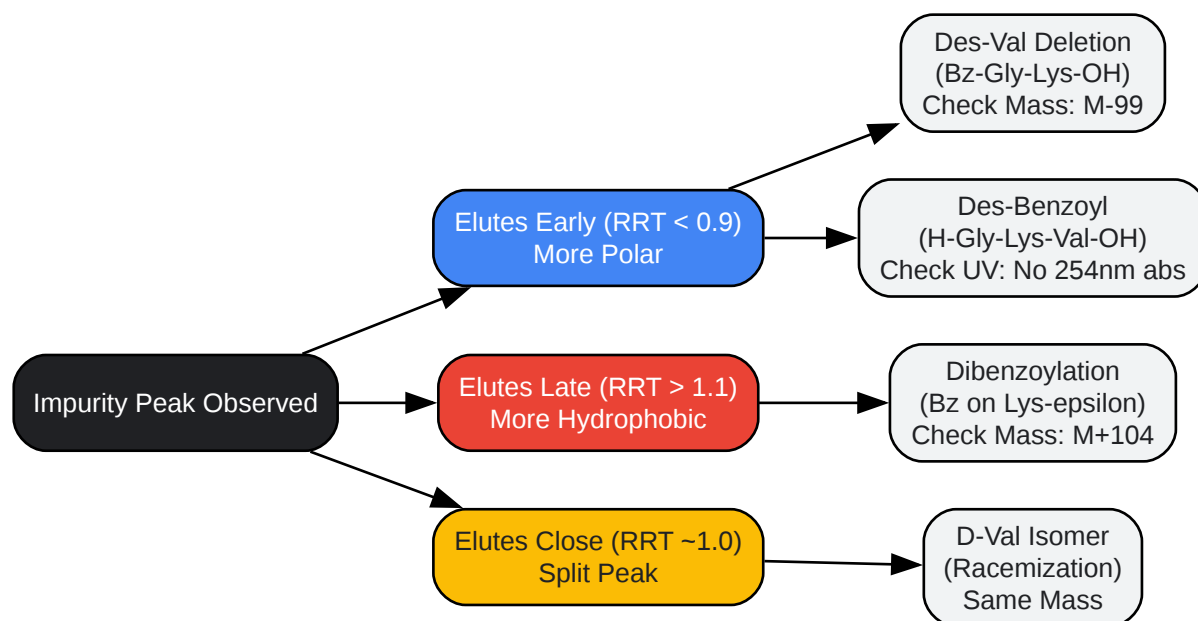 Impurity Peak Observed
Elutes Early (RRT < 0.9)
More Polar
Des-Val Deletion
(Bz-Gly-Lys-OH)
Check Mass: M-99
Des-Benzoyl
(H-Gly-Lys-Val-OH)
Check UV: No 254nm abs
Elutes Late (RRT > 1.1)
More Hydrophobic
Dibenzoylation
(Bz on Lys-epsilon)
Check Mass: M+104
Elutes Close (RRT ~1.0)
Split Peak
D-Val Isomer
(Racemization)
Same Mass